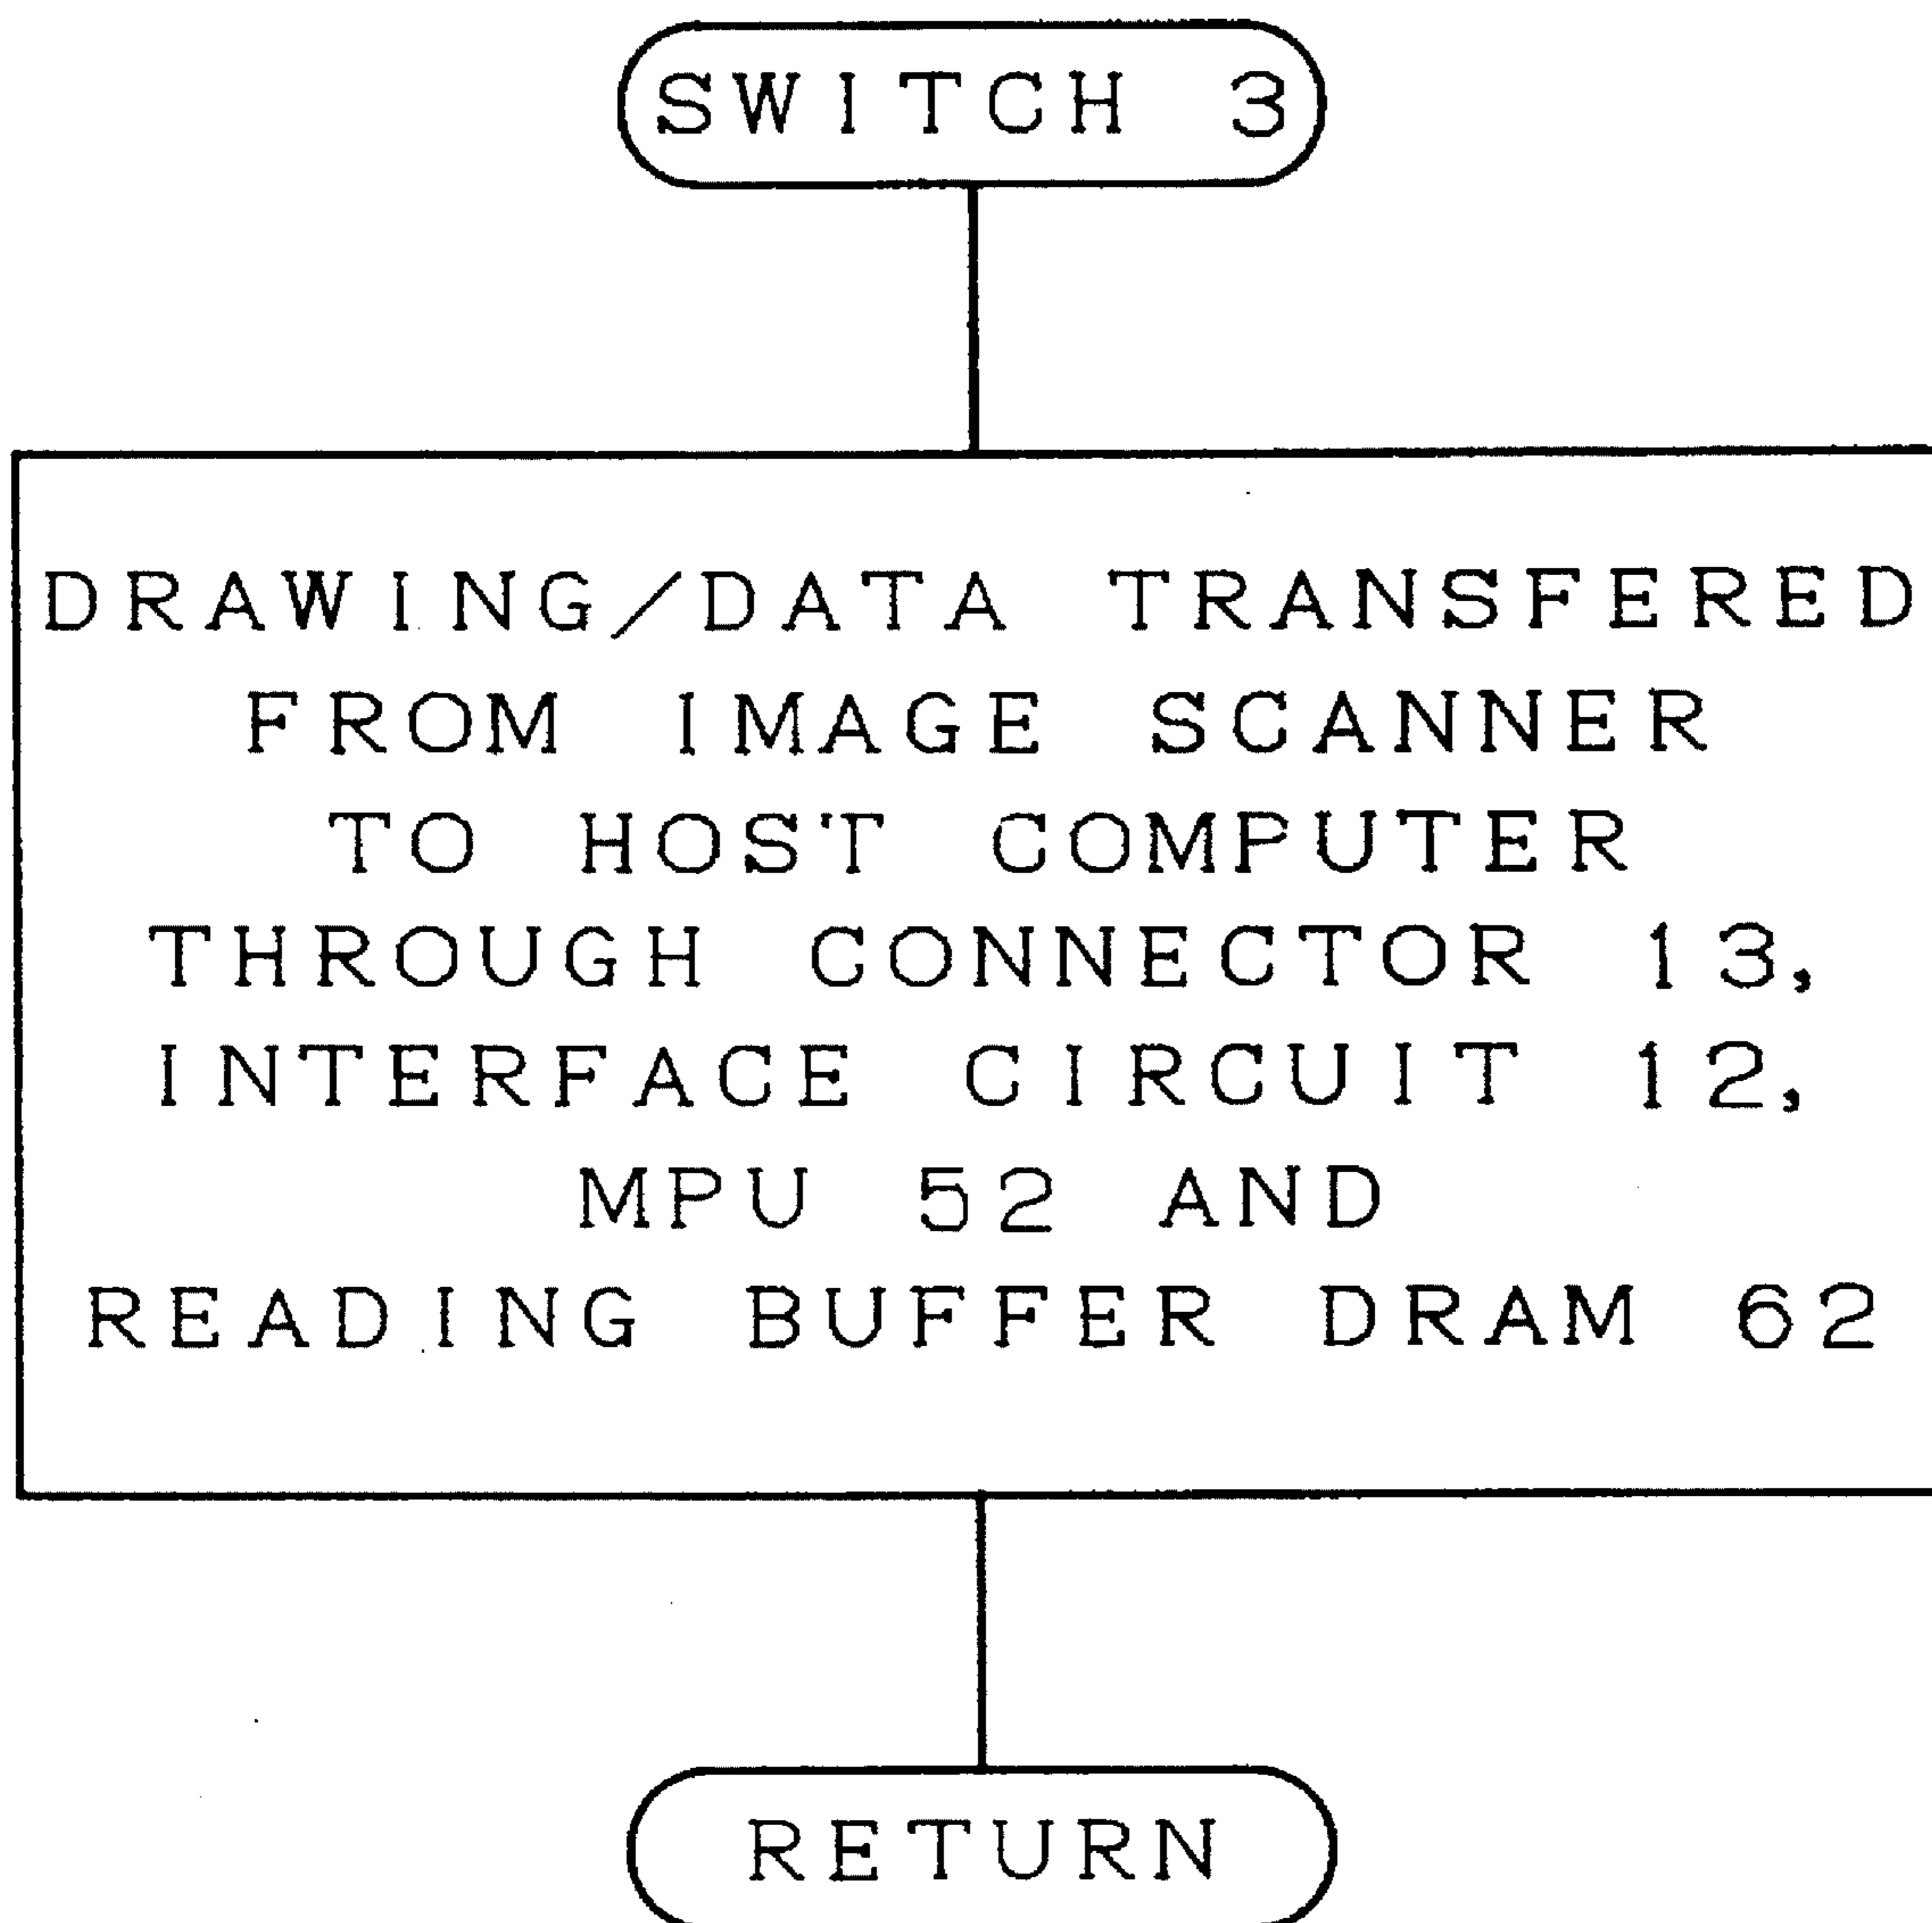 SWITCH 3
DRAWING/DATA TRANSFERED
FROM IMAGE SCANNER
TO HOST COMPUTER
THROUGH CONNECTOR 13,
INTERFACE CIRCUIT 12,
MPU 52 AND
READING BUFFER DRAM 62
RETURN